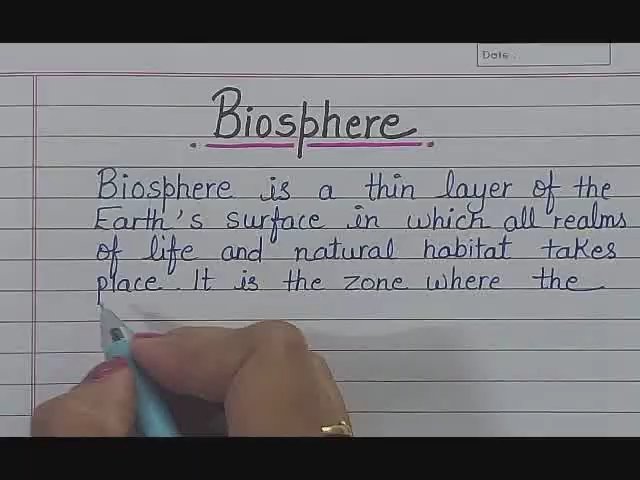 Date.
Biosphere
Biosphere is a thin layer of the
Earth's surface in which all realms
of life and natural habitat takes
place. It is the zone where the